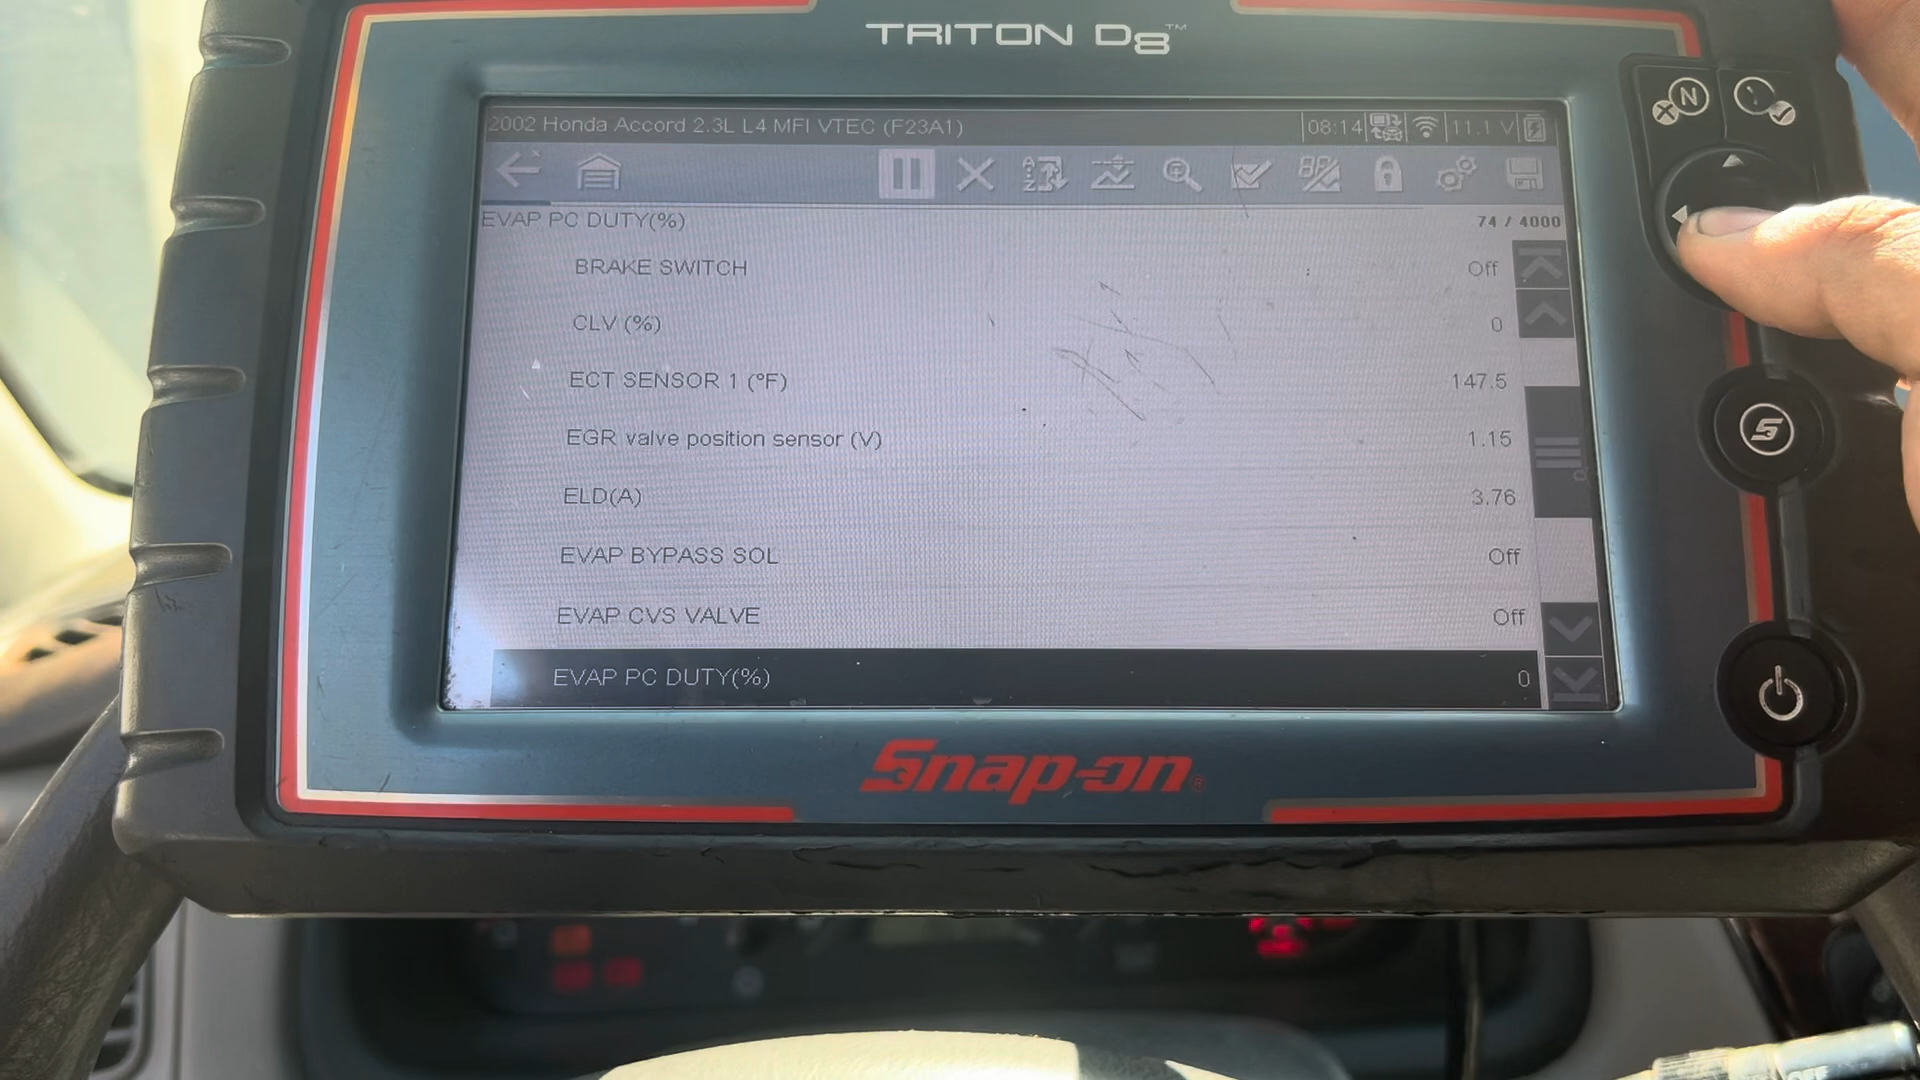 TRITON D8™
2002 Honda Accord 2.3L L4 MFI VTEC (F23A1) 08:14 11.1 V
EVAP PC DUTY(%) 74 / 4000
BRAKE SWITCH Off
CLV (%) 0
ECT SENSOR 1 (°F) 147.5
EGR valve position sensor (V) 1.15
ELD(A) 3.76
EVAP BYPASS SOL Off
EVAP CVS VALVE Off
EVAP PC DUTY(%) 0
Snap-on
N
S
OFF